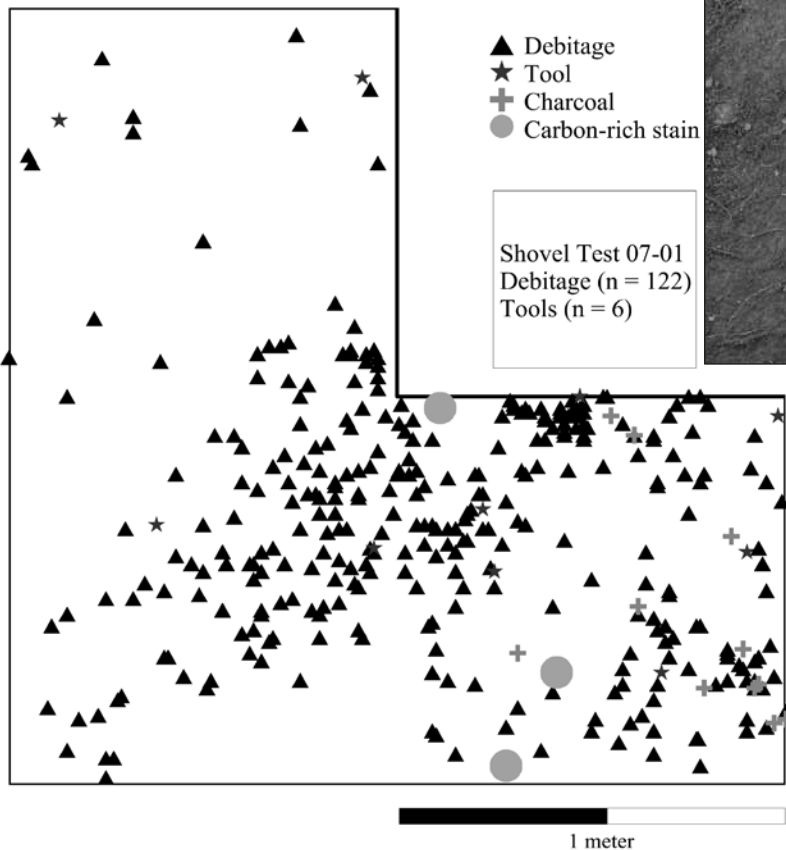 Debitage
Tool
Charcoal
Carbon-rich stain
Shovel Test 07-01
Debitage (n = 122)
Tools (n = 6)
1 meter